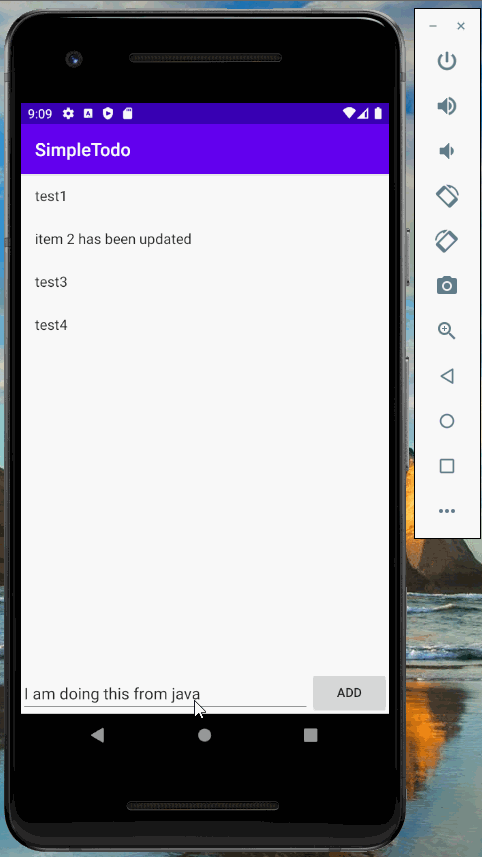 9:09
SimpleTodo
test1
item 2 has been updated
test3
test4
I am doing this from java
ADD